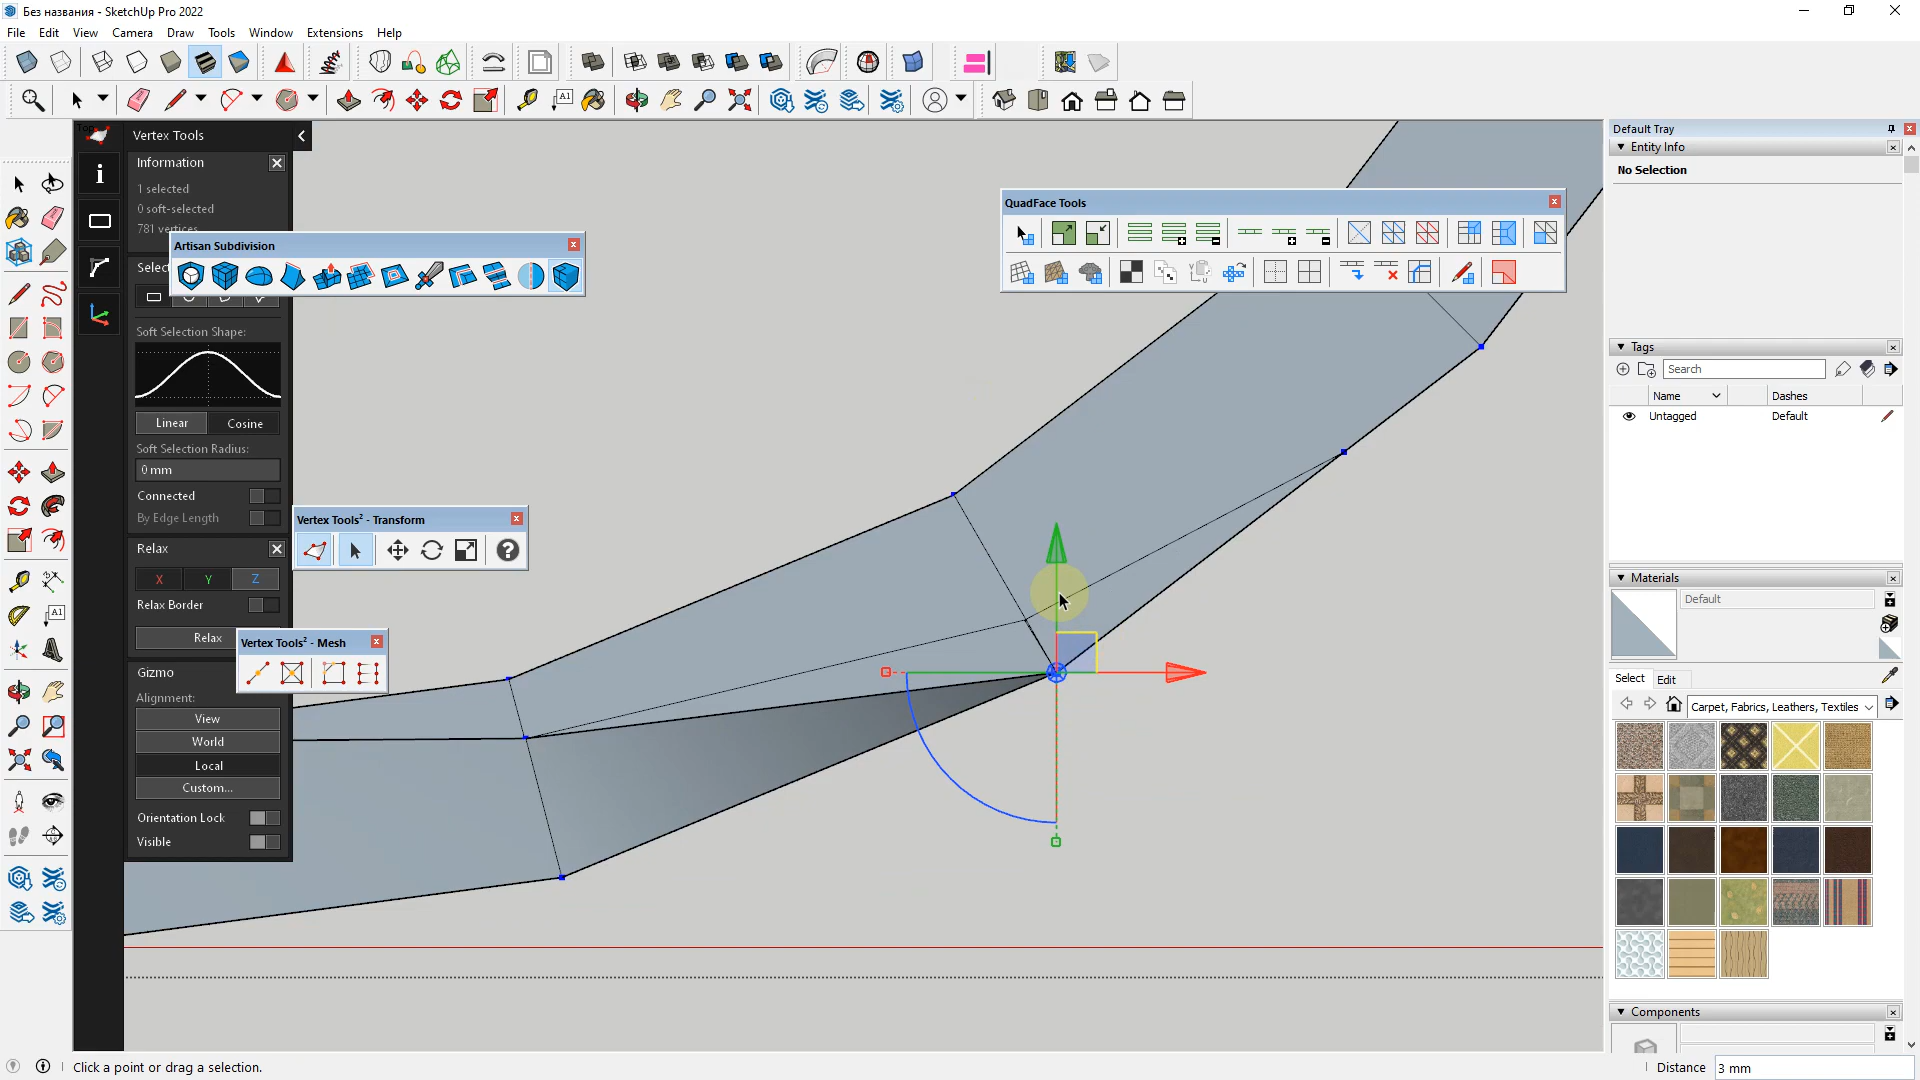 Без названия - SketchUp Pro 2022
File Edit View Camera Draw Tools Window Extensions Help
A1
Vertex Tools
Information
1 selected
0 soft-selected
781 vertices
Artisan Subdivision
Soft Selection Shape:
Linear Cosine
Soft Selection Radius:
0 mm
Connected
By Edge Length
Relax
X Y Z
Relax Border
Relax
Gizmo
Alignment:
View
World
Local
Custom...
Orientation Lock
Visible
Vertex Tools² - Transform
Vertex Tools² - Mesh
A1
QuadFace Tools
Default Tray
Entity Info
No Selection
Tags
Search
Name Dashes
Untagged Default
Materials
Default
Select Edit
Carpet, Fabrics, Leathers, Textiles
Components
Click a point or drag a selection.
Distance 3 mm